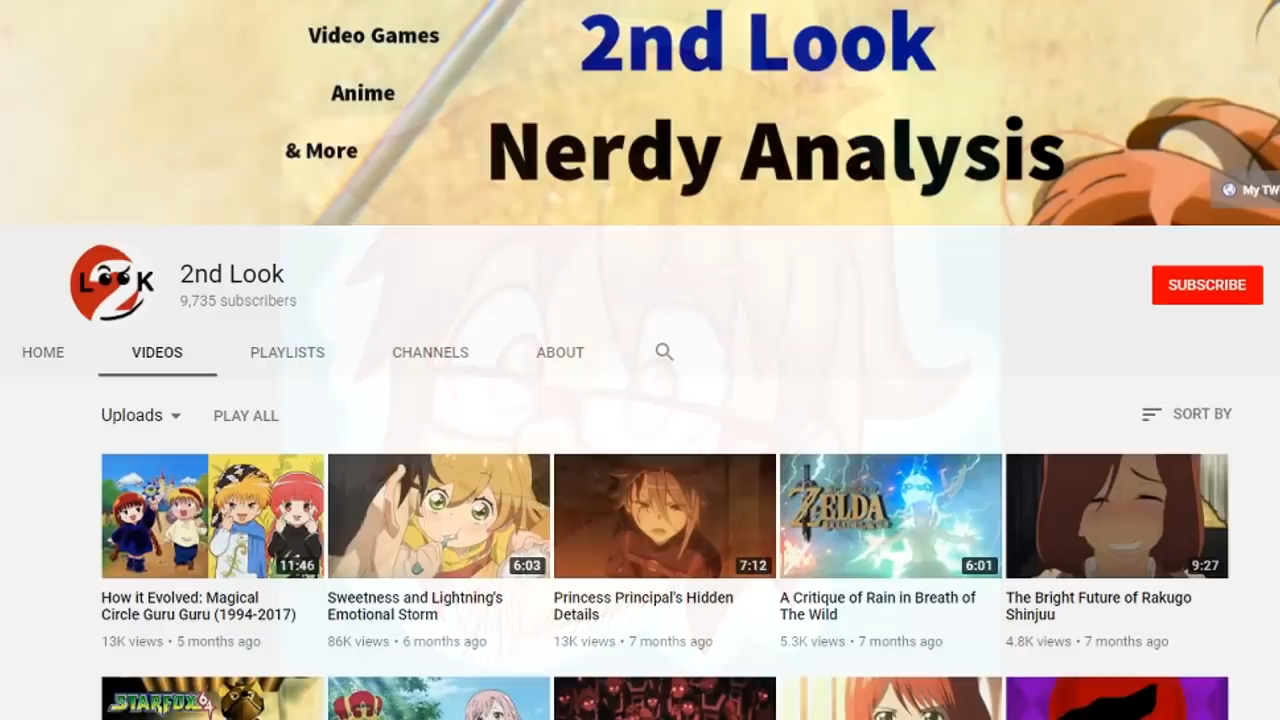 Video Games
Anime
& More
2nd Look
Nerdy Analysis
My TW
LOOK
2
2nd Look
9,735 subscribers
SUBSCRIBE
HOME
VIDEOS
PLAYLISTS
CHANNELS
ABOUT
Uploads
PLAY ALL
SORT BY
ZELDA
11:46
6:03
7:12
6:01
9:27
How it Evolved: Magical
Circle Guru Guru (1994-2017)
13K views • 5 months ago
Sweetness and Lightning's
Emotional Storm
86K views • 6 months ago
Princess Principal's Hidden
Details
13K views • 7 months ago
A Critique of Rain in Breath of
The Wild
5.3K views • 7 months ago
The Bright Future of Rakugo
Shinjuu
4.8K views • 7 months ago
STARFOX